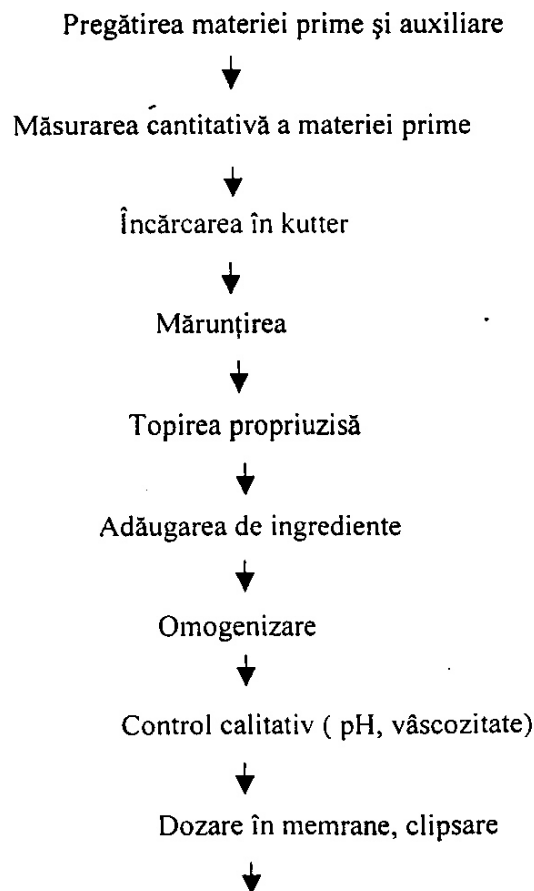 Pregătirea materiei prime şi auxiliare
Măsurarea cantitativă a materiei prime
Încărcarea în kutter
Mărunţirea
Topirea propriuzisă
Adăugarea de ingrediente
Omogenizare
Control calitativ ( pH, vâscozitate)
Dozare în memrane, clipsare